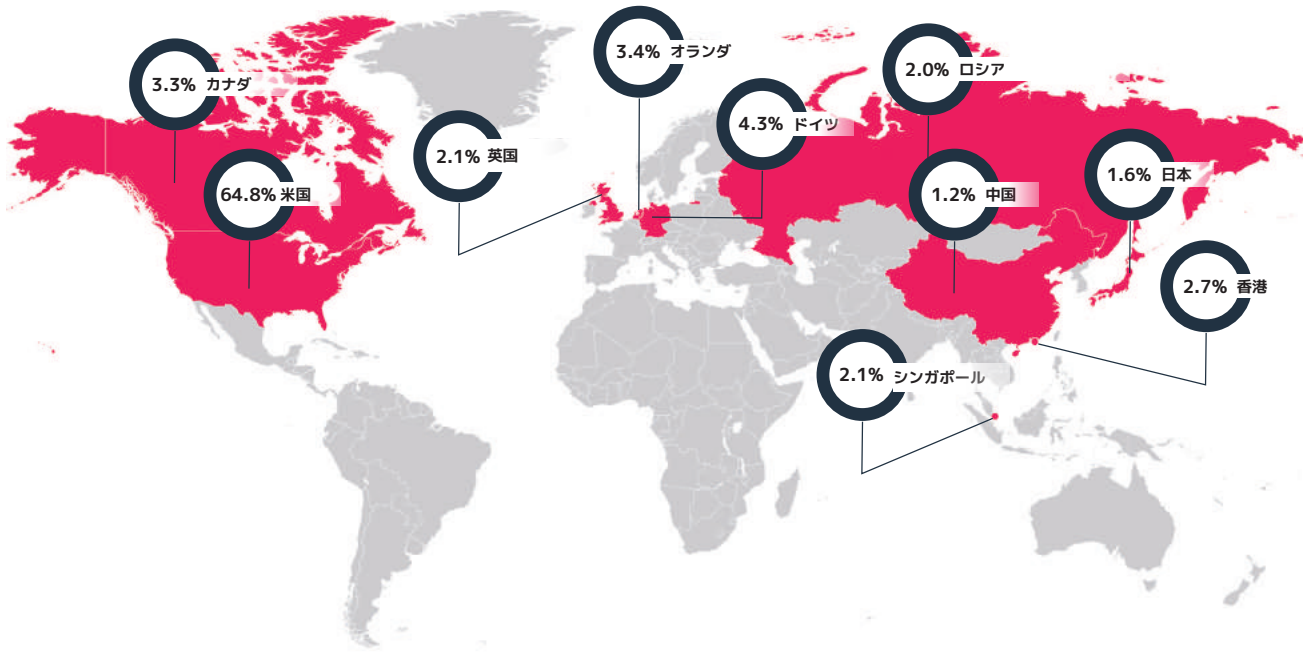 3.3% カナダ
64.8% 米国
2.1% 英国
3.4% オランダ
4.3% ドイツ
2.0% ロシア
1.2% 中国
1.6% 日本
2.7% 香港
2.1% シンガポール